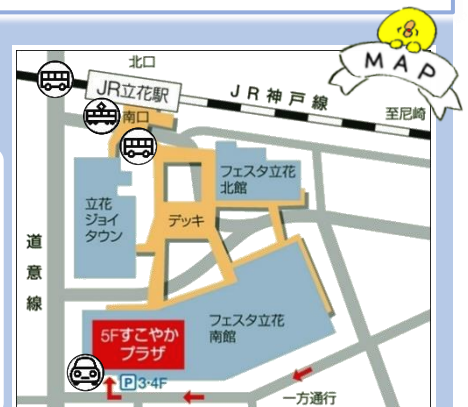 MAP
北口
JR立花駅
JR神戸線
至尼崎
南口
フェスタ立花
北館
立花
ジョイ
タウン
デッキ
道意線
フェスタ立花
南館
5Fすこやか
プラザ
P 3・4F
一方通行